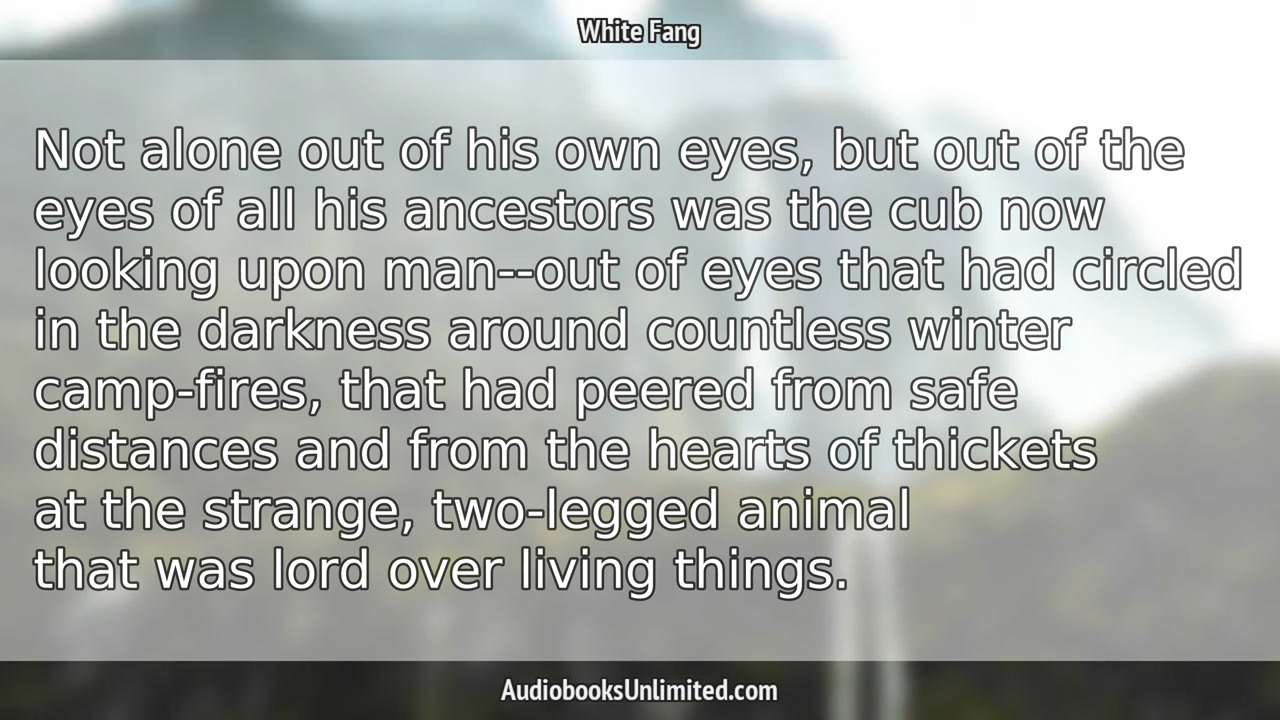 White Fang
Not alone out of his own eyes, but out of the
eyes of all his ancestors was the cub now
looking upon man--out of eyes that had circled
in the darkness around countless winter
camp-fires, that had peered from safe
distances and from the hearts of thickets
at the strange, two-legged animal
that was lord over living things.
AudiobooksUnlimited.com